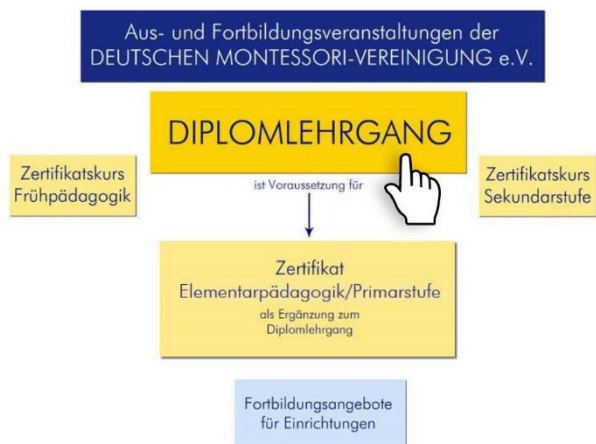 Aus- und Fortbildungsveranstaltungen der
DEUTSCHEN MONTESSORI-VEREINIGUNG e.V.
DIPLOMLEHRGANG
Zertifikatskurs
Frühpädagogik
ist Voraussetzung für
Zertifikatskurs
Sekundarstufe
Zertifikat
Elementarpädagogik/Primarstufe
als Ergänzung zum
Diplomlehrgang
Fortbildungsangebote
für Einrichtungen